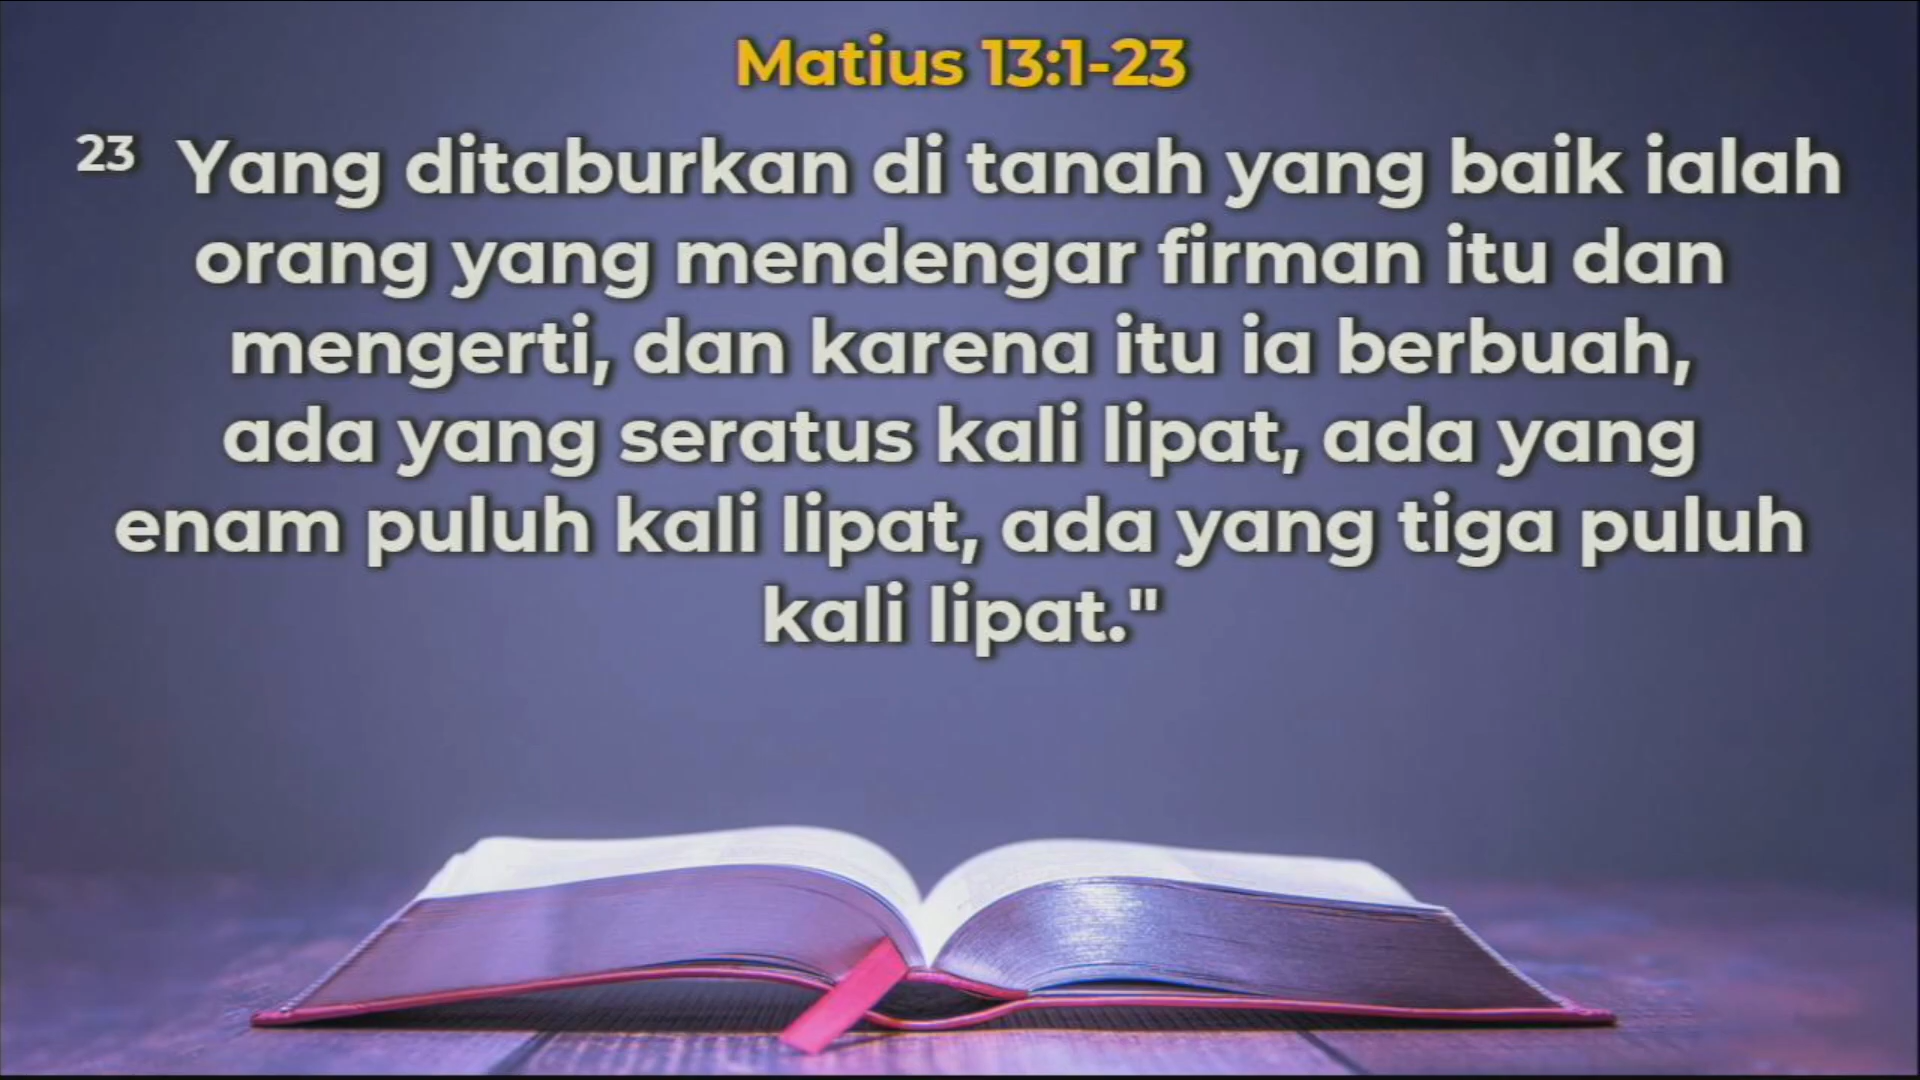 Matius 13:1-23
23 Yang ditaburkan di tanah yang baik ialah
orang yang mendengar firman itu dan
mengerti, dan karena itu ia berbuah,
ada yang seratus kali lipat, ada yang
enam puluh kali lipat, ada yang tiga puluh
kali lipat."